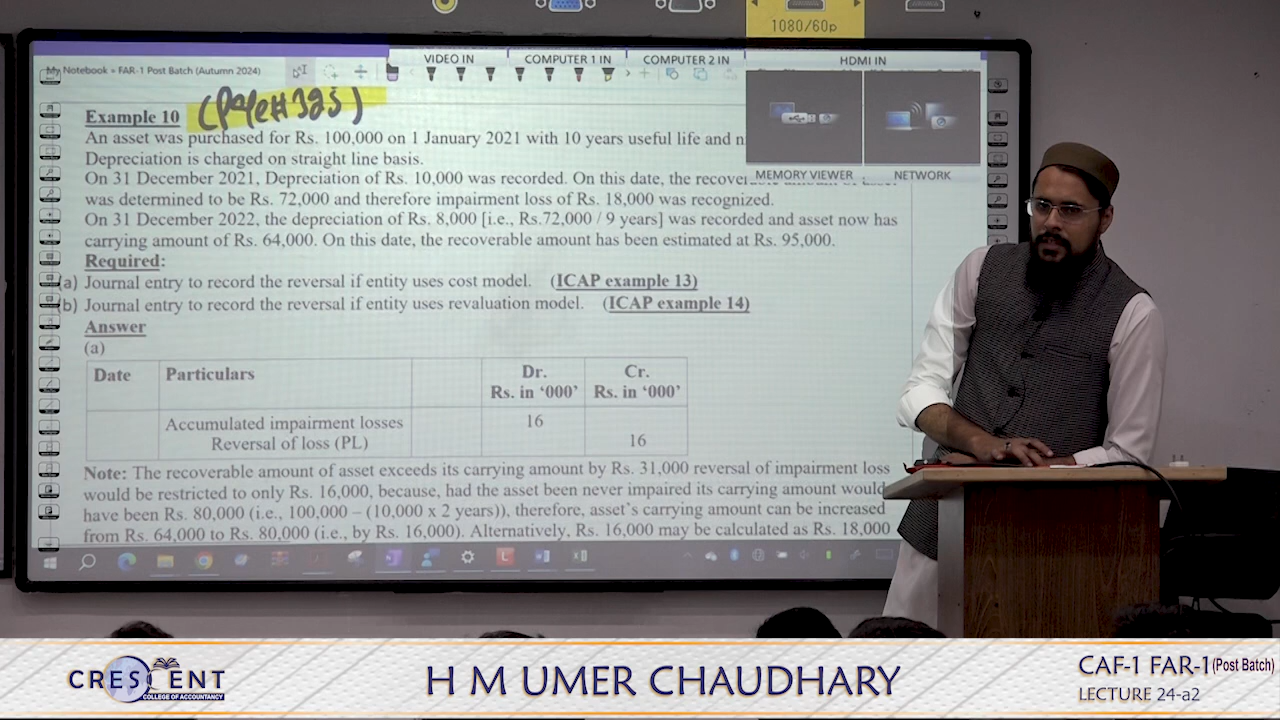 1080/60p
VIDEO IN
COMPUTER 1 IN
COMPUTER 2 IN
HDMI IN
My Notebook » FAR-1 Post Batch (Autumn 2024)
MEMORY VIEWER
NETWORK
Example 10 (Page# 385)
An asset was purchased for Rs. 100,000 on 1 January 2021 with 10 years useful life and n
Depreciation is charged on straight line basis.
On 31 December 2021, Depreciation of Rs. 10,000 was recorded. On this date, the
was determined to be Rs. 72,000 and therefore impairment loss of Rs. 18,000 was recognized.
On 31 December 2022, the depreciation of Rs. 8,000 [i.e., Rs.72,000 / 9 years] was recorded and asset now has
carrying amount of Rs. 64,000. On this date, the recoverable amount has been estimated at Rs. 95,000.
Required:
a) Journal entry to record the reversal if entity uses cost model. (ICAP example 13)
b) Journal entry to record the reversal if entity uses revaluation model. (ICAP example 14)
Answer
(a)
Date Particulars Dr. Rs. in ‘000’ Cr. Rs. in ‘000’
Accumulated impairment losses 16
Reversal of loss (PL) 16
Note: The recoverable amount of asset exceeds its carrying amount by Rs. 31,000 reversal of impairment loss
would be restricted to only Rs. 16,000, because, had the asset been never impaired its carrying amount would
have been Rs. 80,000 (i.e., 100,000 – (10,000 x 2 years)), therefore, asset's carrying amount can be increased
from Rs. 64,000 to Rs. 80,000 (i.e., by Rs. 16,000). Alternatively, Rs. 16,000 may be calculated as Rs. 18,000
CRESCENT
COLLEGE OF ACCOUNTANCY
H M UMER CHAUDHARY
CAF-1 FAR-1(Post Batch)
LECTURE 24-a2